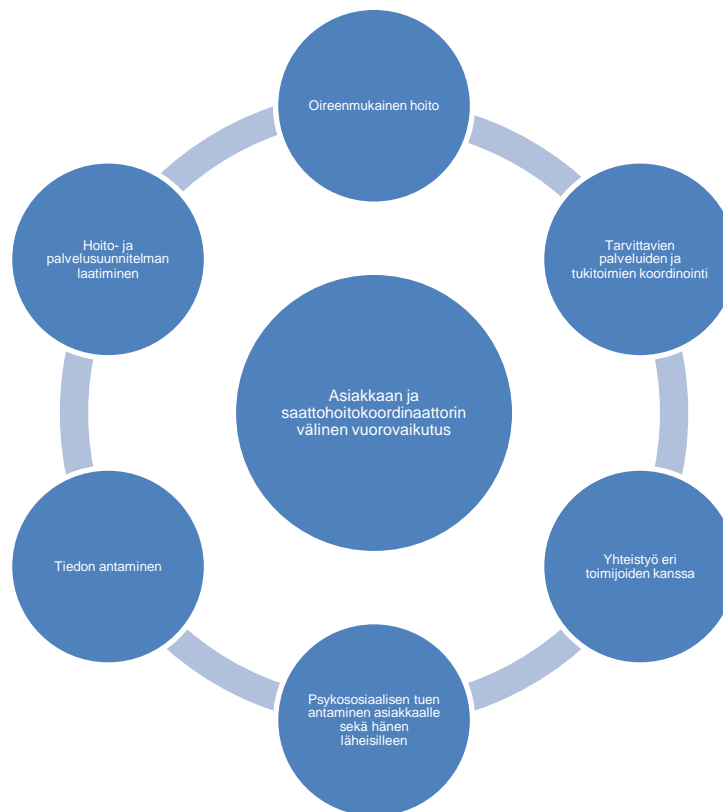 Oireenmukainen hoito
Hoito- ja
palvelusuunnitelman
laatiminen
Tarvittavien
palveluiden ja
tukitoimien koordinointi
Asiakkaan ja
saattohoitokoordinaattorin
välinen vuorovaikutus
Tiedon antaminen
Yhteistyö eri
toimijoiden kanssa
Psykososiaalisen tuen
antaminen asiakkaalle
sekä hänen
läheisilleen